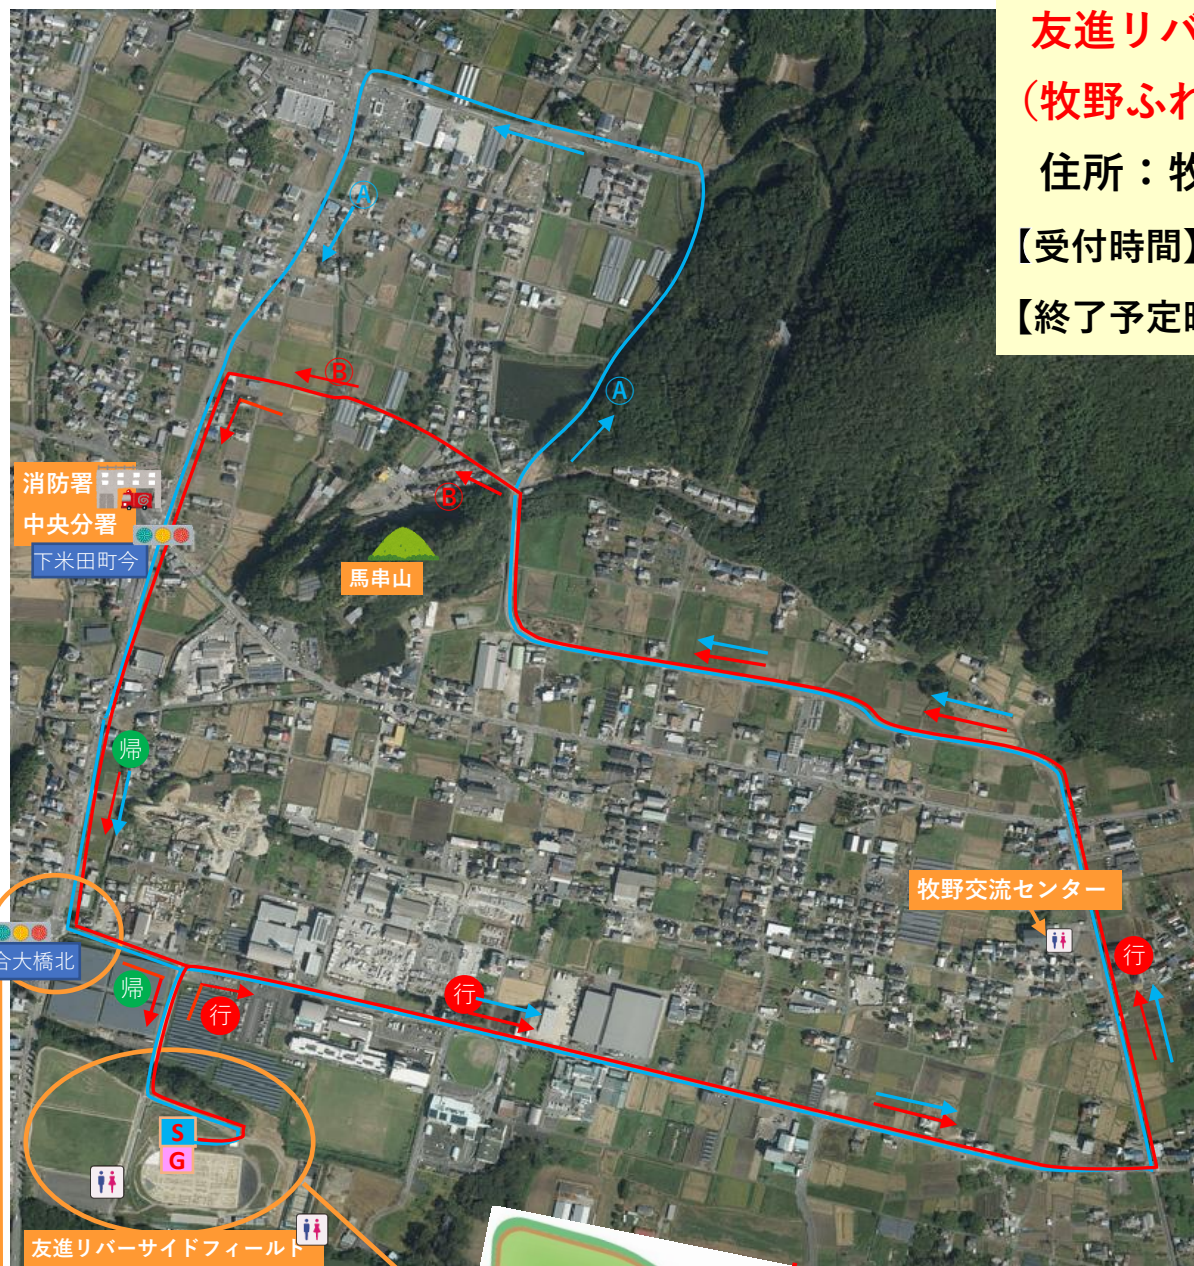 友進リバ
（牧野ふれ
住所：牧
【受付時間】
【終了予定時
Ⓐ
Ⓑ
Ⓐ
消防署
中央分署
下米田町今
Ⓑ
馬串山
帰
牧野交流センター
合大橋北
行
帰
行
行
S
G
友進リバーサイドフィールド